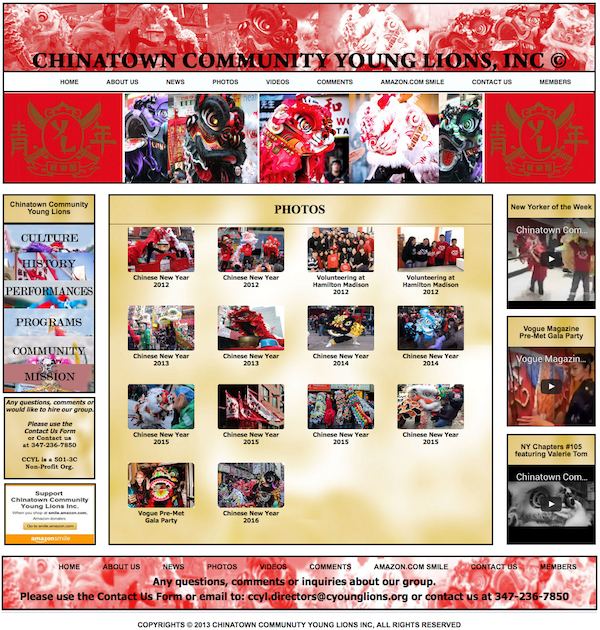 CHINATOWN COMMUNITY YOUNG LIONS, INC ©
HOME ABOUT US NEWS PHOTOS VIDEOS COMMENTS AMAZON.COM SMILE CONTACT US MEMBERS
青 年 青 年
Chinatown Community
Young Lions
CULTURE
HISTORY
PERFORMANCES
PROGRAMS
COMMUNITY
MISSION
Any questions, comments or
would like to hire our group.
Please use the
Contact Us Form
or Contact us
at 347-236-7850
CCYL is a 501-3C
Non-Profit Org.
Support
Chinatown Community
Young Lions Inc.
When you shop at smile.amazon.com,
Amazon donates.
Go to smile.amazon.com
amazonsmile
PHOTOS
Chinese New Year
2012
Chinese New Year
2012
Volunteering at
Hamilton Madison
2012
Volunteering at
Hamilton Madison
2012
Chinese New Year
2013
Chinese New Year
2013
Chinese New Year
2014
Chinese New Year
2014
Chinese New Year
2015
Chinese New Year
2015
Chinese New Year
2015
Chinese New Year
2015
Vogue Pre-Met
Gala Party
Chinese New Year
2016
New Yorker of the Week
Chinatown Com...
Vogue Magazine
Pre-Met Gala Party
Vogue Magazin...
NY Chapters #105
featuring Valerie Tom
Chinatown Com...
HOME ABOUT US NEWS PHOTOS VIDEOS COMMENTS AMAZON.COM SMILE CONTACT US MEMBERS
Any questions, comments or inquiries about our group.
Please use the Contact Us Form or email to: ccyl.directors@cyounglions.org or contact us at 347-236-7850
COPYRIGHTS © 2013 CHINATOWN COMMUNUTY YOUNG LIONS INC, ALL RIGHTS RESERVED